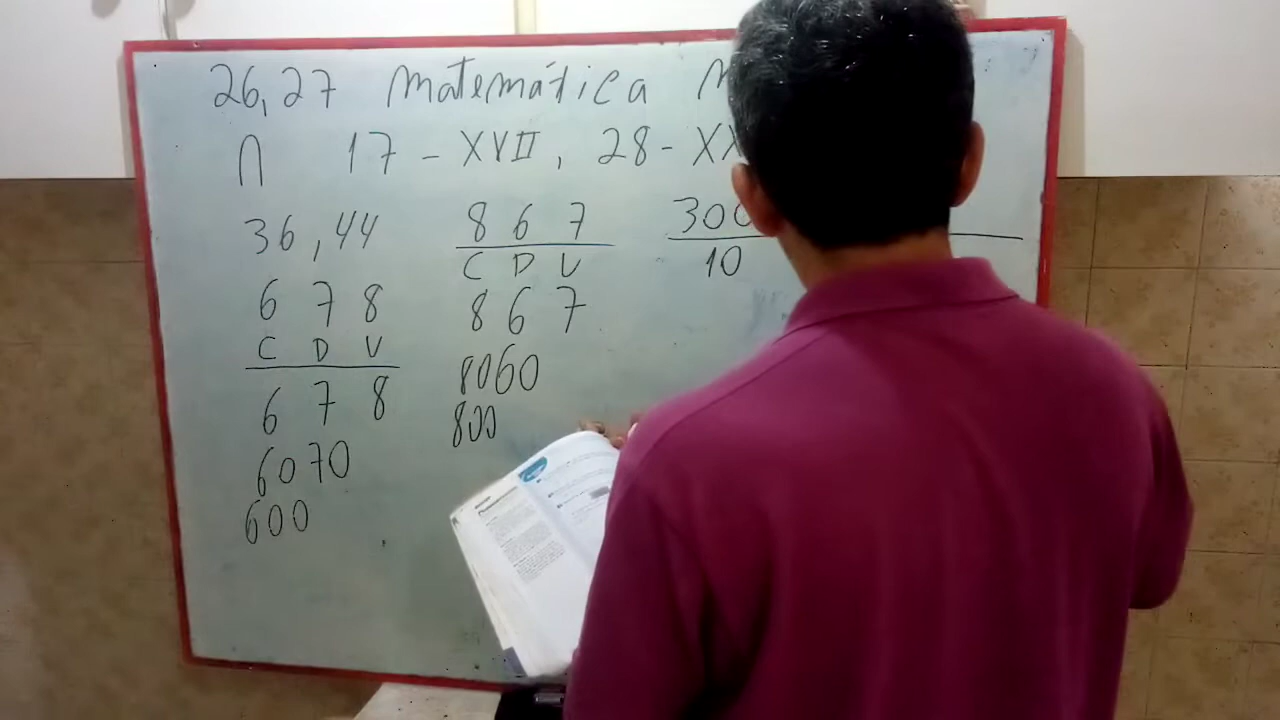 26,27 Matemática
∩ 17 - XVII, 28 - XX
36,44
8 6 7
C D U
8 6 7
8060
800
300
10
6 7 8
C D U
6 7 8
6070
600